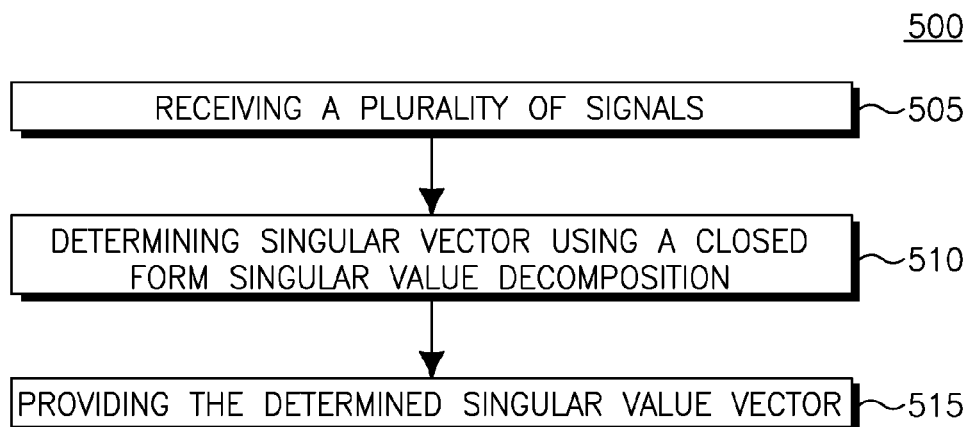 500
RECEIVING A PLURALITY OF SIGNALS
505
DETERMINING SINGULAR VECTOR USING A CLOSED
FORM SINGULAR VALUE DECOMPOSITION
510
PROVIDING THE DETERMINED SINGULAR VALUE VECTOR
515